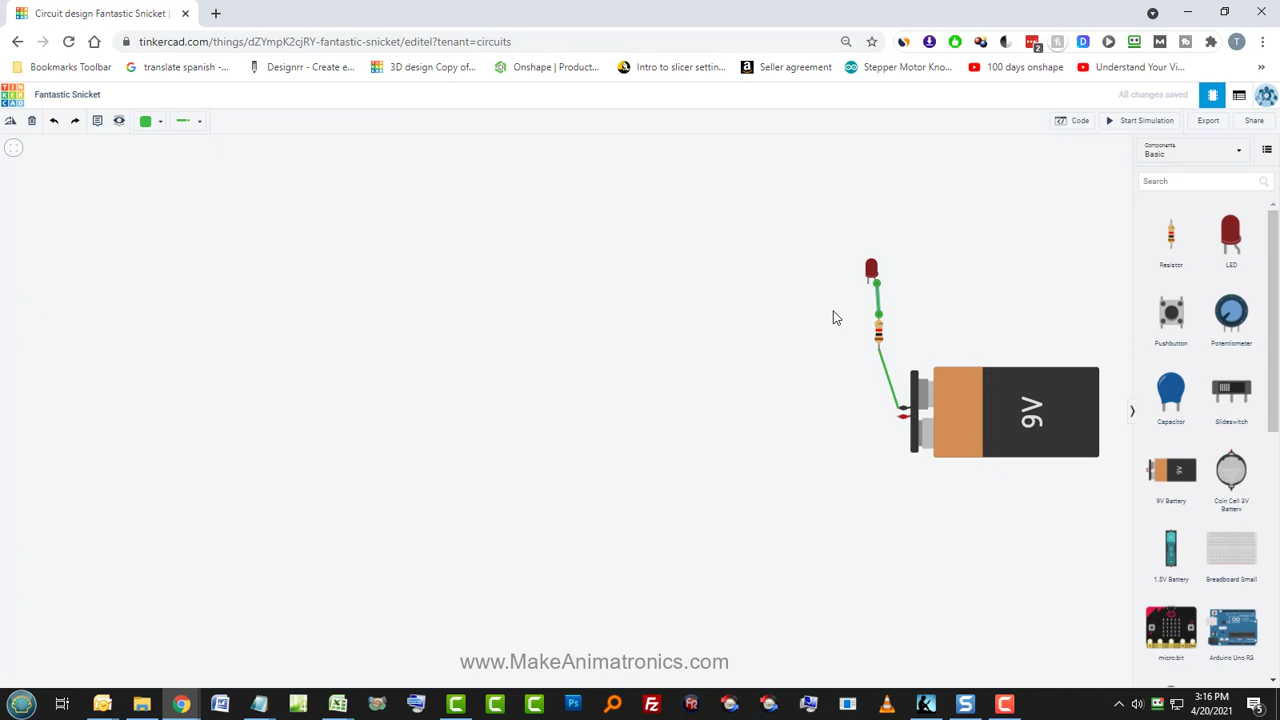 Circuit design Fantastic Snicket |
tinkercad.com/things/dZYmpK2cjRY-fantastic-snicket/editel?tenant=circuits
Bookmarks Toolbar
translate spanish -...
Designrr - Create e...
3D design Copy of...
Onshape | Product...
Intro to slicer settin...
Seller agreement
Stepper Motor Kno...
100 days onshape
Understand Your Vi...
»
TIN
KER
CAD
Fantastic Snicket
All changes saved
Code
Start Simulation
Export
Share
Components
Basic
Search
Resistor
LED
Pushbutton
Potentiometer
Capacitor
Slideswitch
9V
9V
9V Battery
Coin Cell 3V
Battery
1.5V Battery
Breadboard Small
micro:bit
Arduino Uno R3
www.MakeAnimatronics.com
3:16 PM
4/20/2021